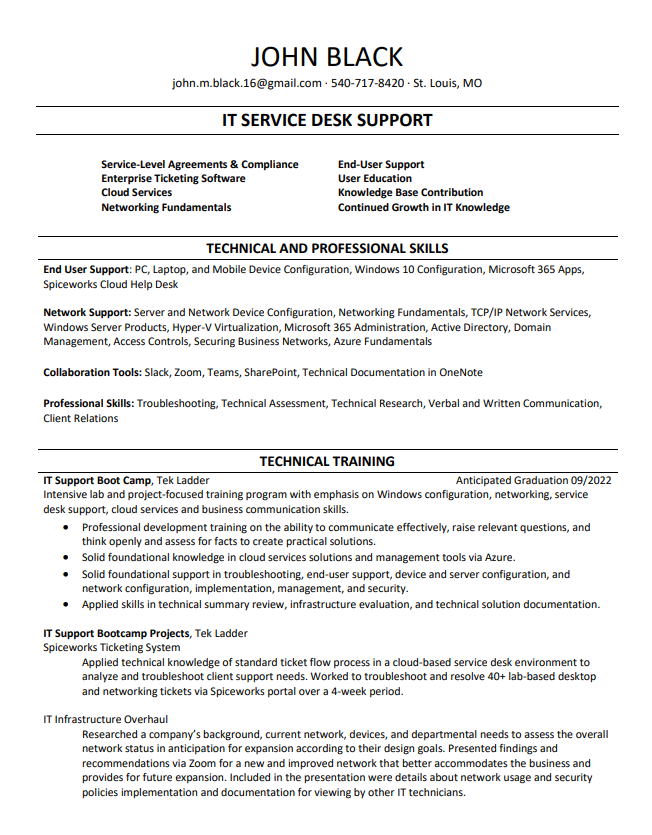 JOHN BLACK
john.m.black.16@gmail.com · 540-717-8420 · St. Louis, MO
IT SERVICE DESK SUPPORT
Service-Level Agreements & Compliance
Enterprise Ticketing Software
Cloud Services
Networking Fundamentals
End-User Support
User Education
Knowledge Base Contribution
Continued Growth in IT Knowledge
TECHNICAL AND PROFESSIONAL SKILLS
End User Support: PC, Laptop, and Mobile Device Configuration, Windows 10 Configuration, Microsoft 365 Apps,
Spiceworks Cloud Help Desk
Network Support: Server and Network Device Configuration, Networking Fundamentals, TCP/IP Network Services,
Windows Server Products, Hyper-V Virtualization, Microsoft 365 Administration, Active Directory, Domain
Management, Access Controls, Securing Business Networks, Azure Fundamentals
Collaboration Tools: Slack, Zoom, Teams, SharePoint, Technical Documentation in OneNote
Professional Skills: Troubleshooting, Technical Assessment, Technical Research, Verbal and Written Communication,
Client Relations
TECHNICAL TRAINING
IT Support Boot Camp, Tek Ladder Anticipated Graduation 09/2022
Intensive lab and project-focused training program with emphasis on Windows configuration, networking, service
desk support, cloud services and business communication skills.
• Professional development training on the ability to communicate effectively, raise relevant questions, and
think openly and assess for facts to create practical solutions.
• Solid foundational knowledge in cloud services solutions and management tools via Azure.
• Solid foundational support in troubleshooting, end-user support, device and server configuration, and
network configuration, implementation, management, and security.
• Applied skills in technical summary review, infrastructure evaluation, and technical solution documentation.
IT Support Bootcamp Projects, Tek Ladder
Spiceworks Ticketing System
Applied technical knowledge of standard ticket flow process in a cloud-based service desk environment to
analyze and troubleshoot client support needs. Worked to troubleshoot and resolve 40+ lab-based desktop
and networking tickets via Spiceworks portal over a 4-week period.
IT Infrastructure Overhaul
Researched a company's background, current network, devices, and departmental needs to assess the overall
network status in anticipation for expansion according to their design goals. Presented findings and
recommendations via Zoom for a new and improved network that better accommodates the business and
provides for future expansion. Included in the presentation were details about network usage and security
policies implementation and documentation for viewing by other IT technicians.